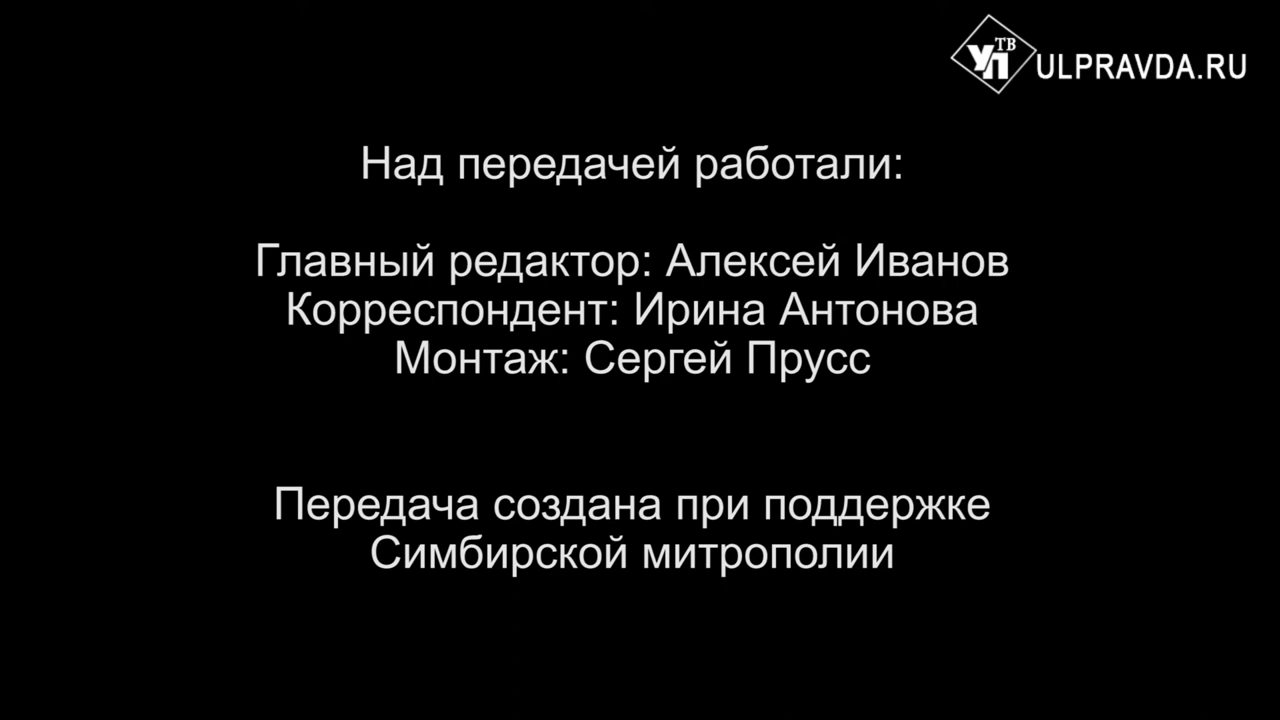 УП ТВ ULPRAVDA.RU
Над передачей работали:
Главный редактор: Алексей Иванов
Корреспондент: Ирина Антонова
Монтаж: Сергей Прусс
Передача создана при поддержке
Симбирской митрополии